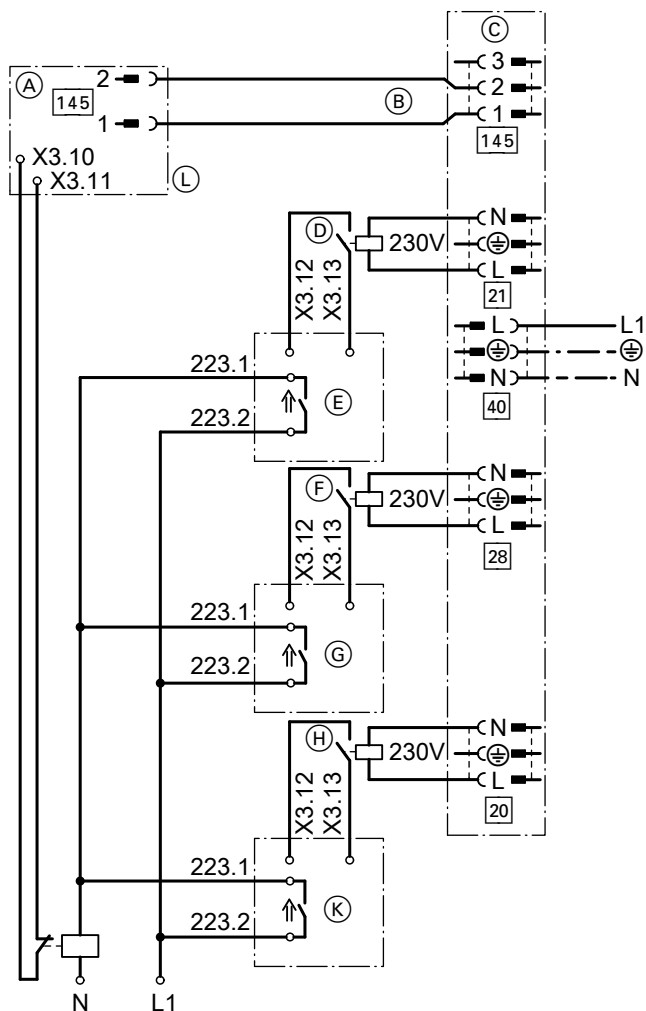 C
3
A 2 2
145 B
1 1
145
X3.10
X3.11 L
N
D 230V
L
21
X3.12
X3.13
L L1
223.1 N N
E 40
223.2
N
F 230V
L
28
X3.12
X3.13
223.1
G
223.2
N
H 230V
L
20
X3.12
X3.13
223.1
K
223.2
N L1